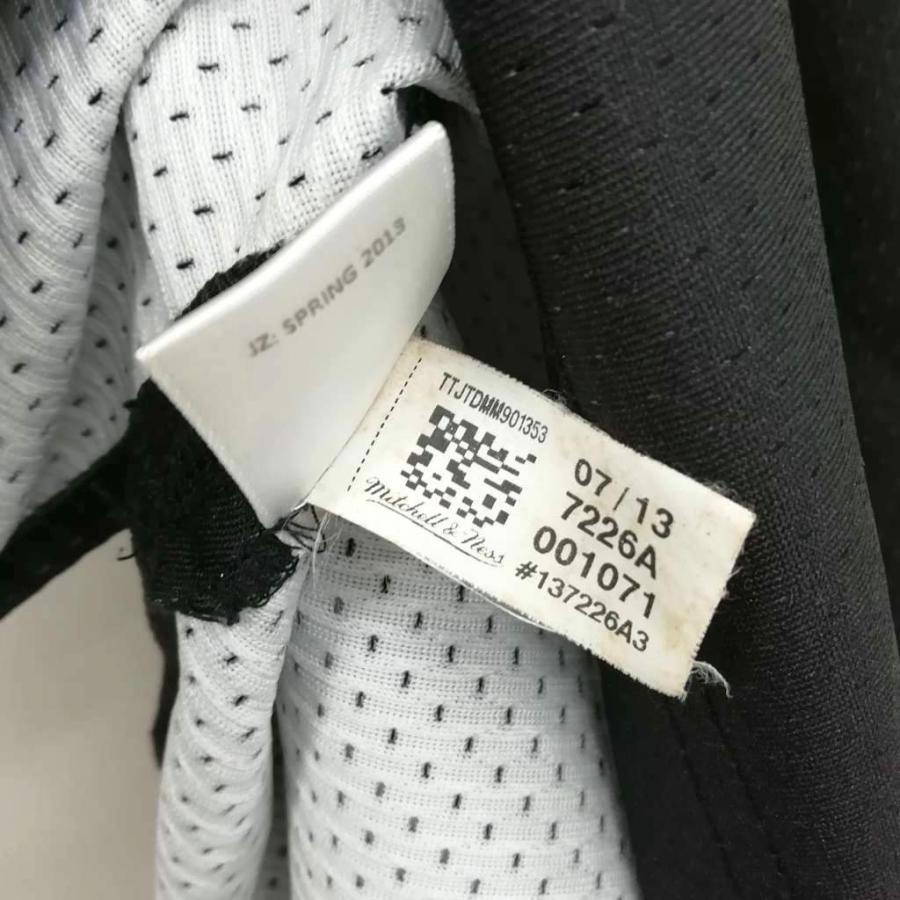 JZ: SPRING 2013
TTJTDMM901353
Mitchell & Ness
07/13
7226A
001071
#137226A3